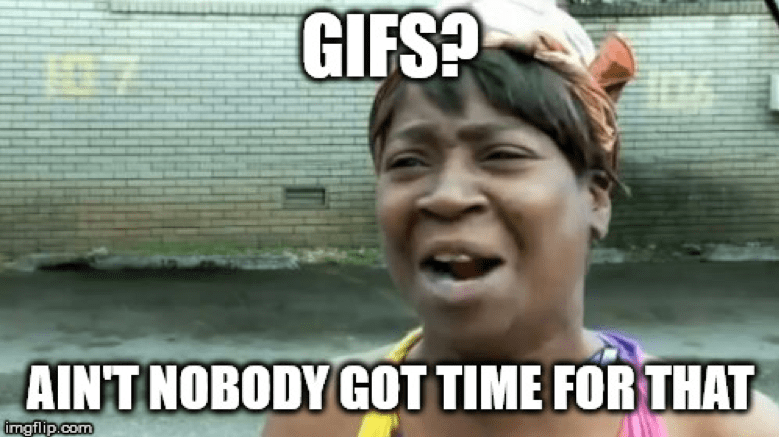 GIFS?
107
106
AIN'T NOBODY GOT TIME FOR THAT
imgflip.com